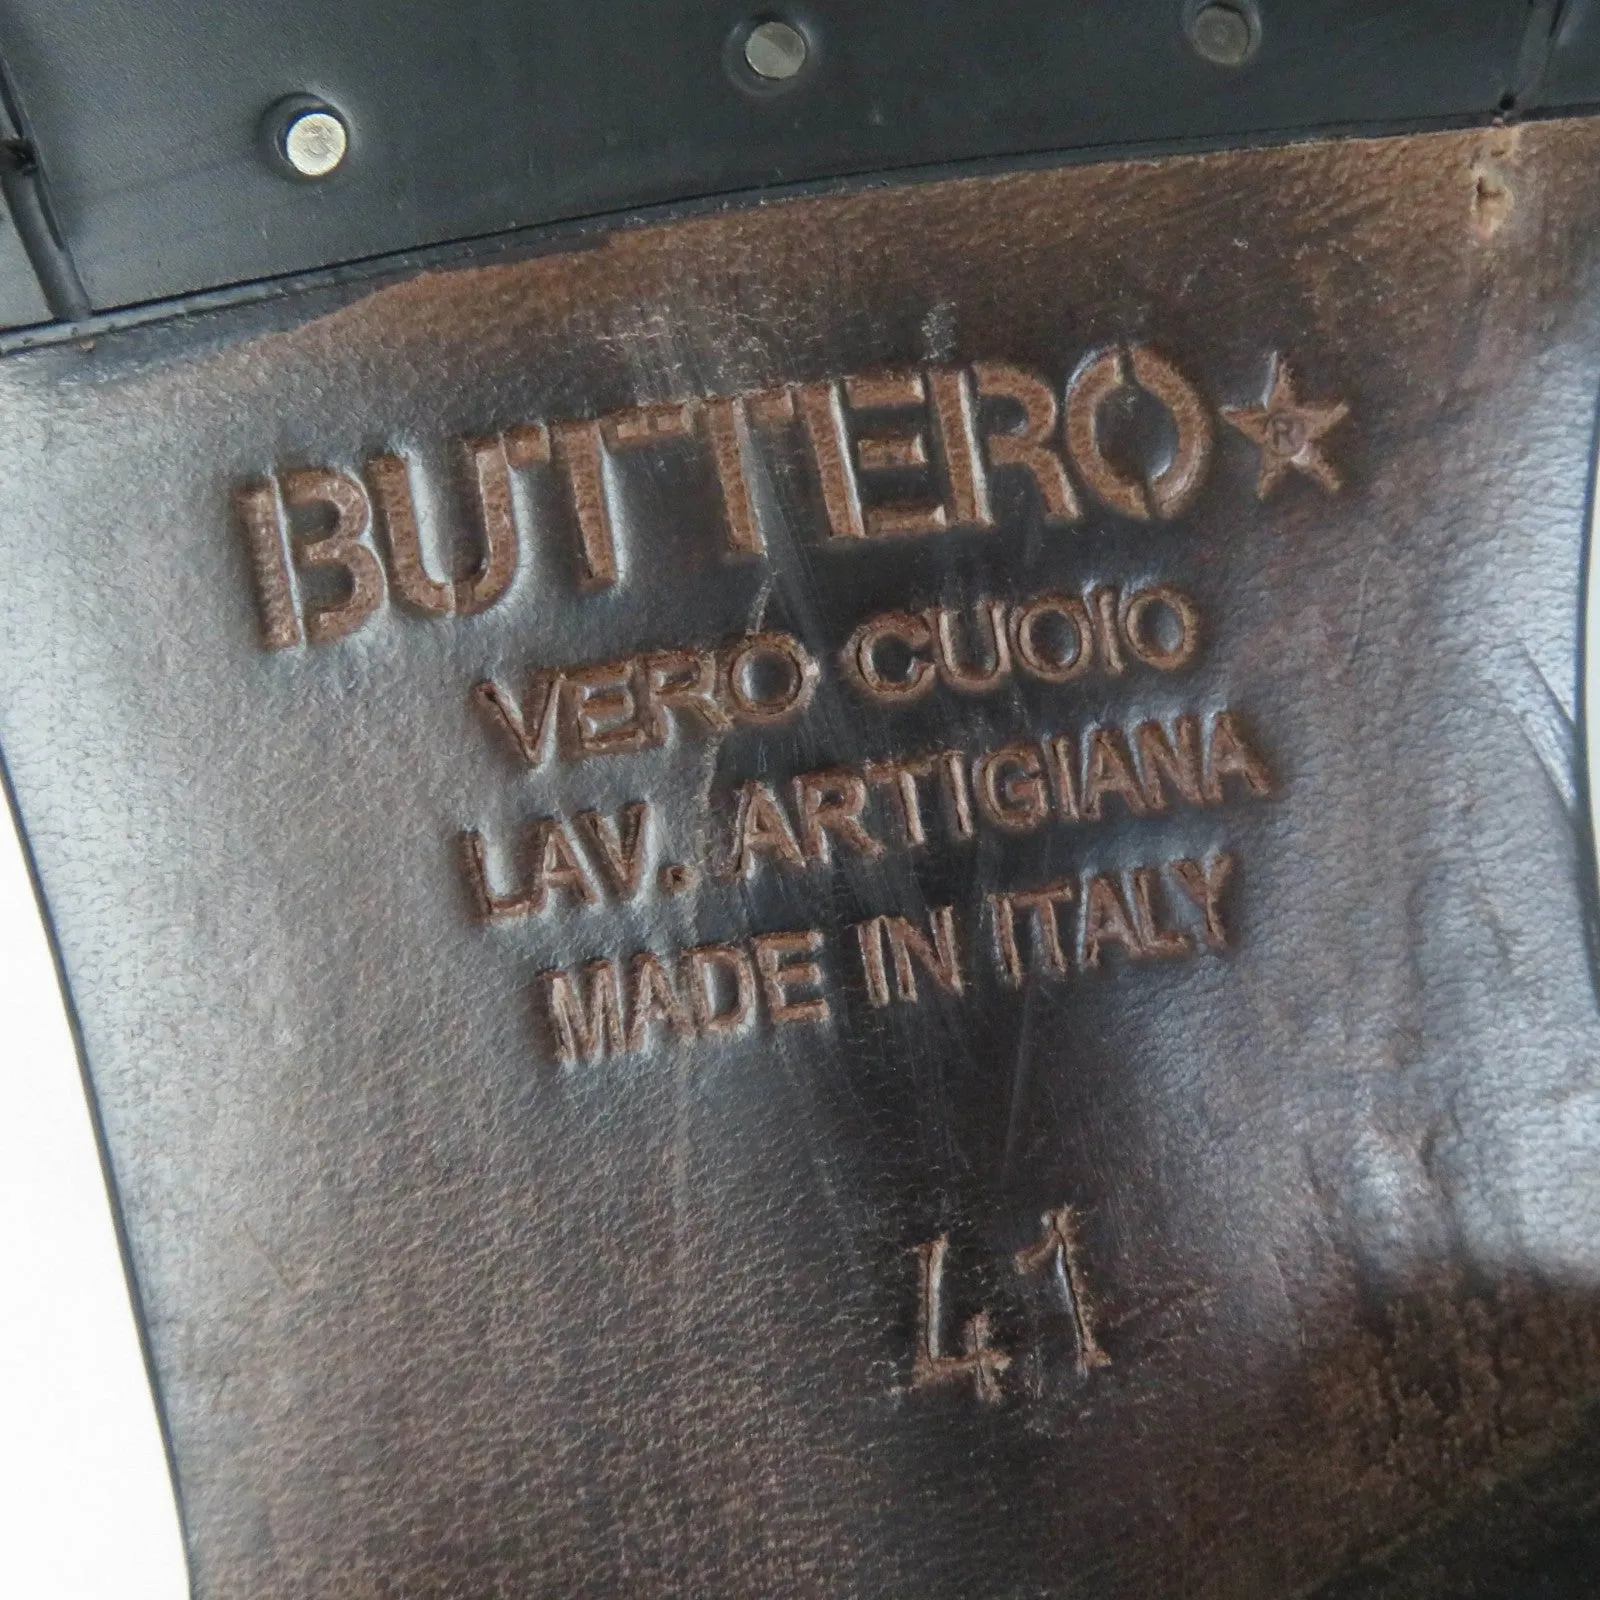 BUTTERO★®
VERO CUOIO
LAV. ARTIGIANA
MADE IN ITALY
41